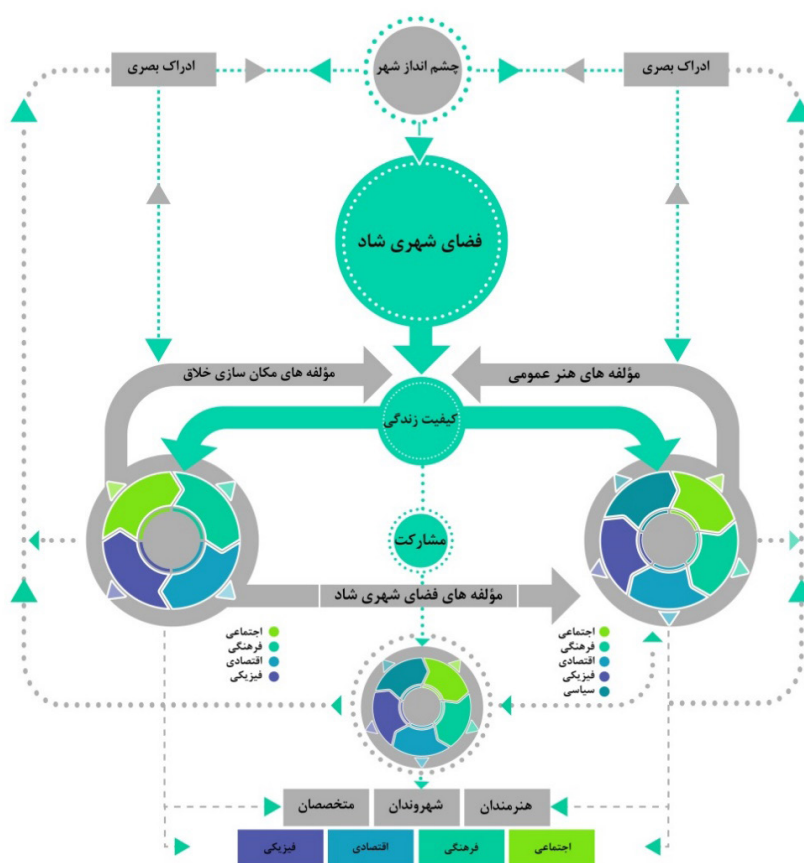 چشم انداز شهر
ادراک بصری
ادراک بصری
فضای شهری شاد
مؤلفه های هنر عمومی
مؤلفه های مکان سازی خلاق
کیفیت زندگی
مشارکت
مؤلفه های فضای شهری شاد
اجتماعی
فرهنگی
اقتصادی
فیزیکی
سیاسی
اجتماعی
فرهنگی
اقتصادی
فیزیکی
هنرمندان
شهروندان
متخصصان
اجتماعی
فرهنگی
اقتصادی
فیزیکی